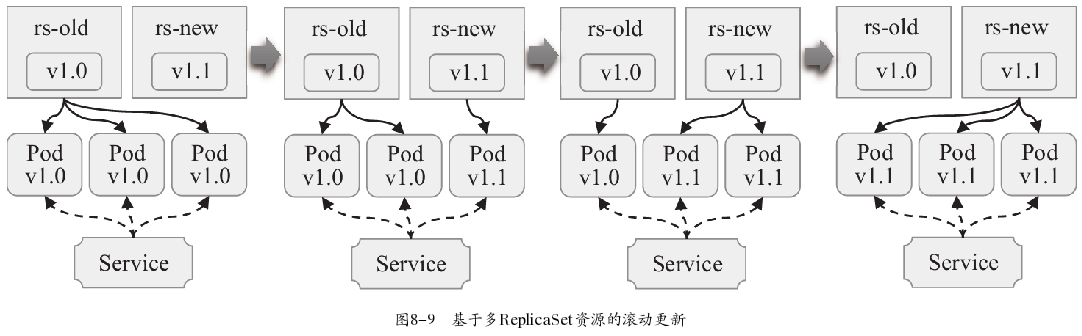 rs-old
rs-new
v1.0
v1.1
Pod v1.0
Pod v1.0
Pod v1.0
Service
rs-old
rs-new
v1.0
v1.1
Pod v1.0
Pod v1.0
Pod v1.1
Service
rs-old
rs-new
v1.0
v1.1
Pod v1.0
Pod v1.1
Pod v1.1
Service
rs-old
rs-new
v1.0
v1.1
Pod v1.1
Pod v1.1
Pod v1.1
Service
图8-9 基于多ReplicaSet资源的滚动更新